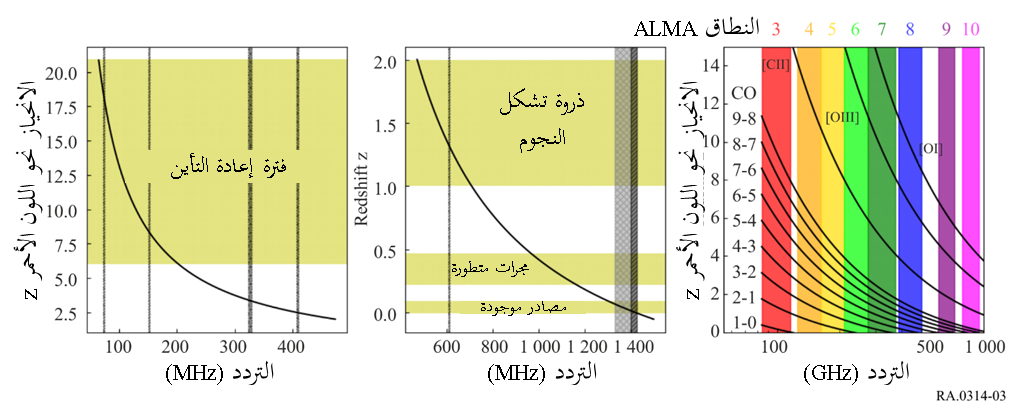 النطاق ALMA
3 4 5 6 7 8 9 10
الانحياز نحو اللون الأحمر z
20.0
17.5
15.0
12.5
10.0
7.5
5.0
2.5
فترة إعادة التأين
100 200 300 400
التردد (MHz)
Redshift z
2.0
1.5
1.0
0.5
0.0
ذروة تشكل
النجوم
مجرات متطورة
مصادر موجودة
600 800 1 000 1 200 1 400
التردد (MHz)
الانحياز نحو اللون الأحمر z
14
12
10
8
6
4
2
0
[CII]
[OIII]
[OI]
CO
9-8
8-7
7-6
6-5
5-4
4-3
3-2
2-1
1-0
100 500 1 000
التردد (GHz)
RA.0314-03